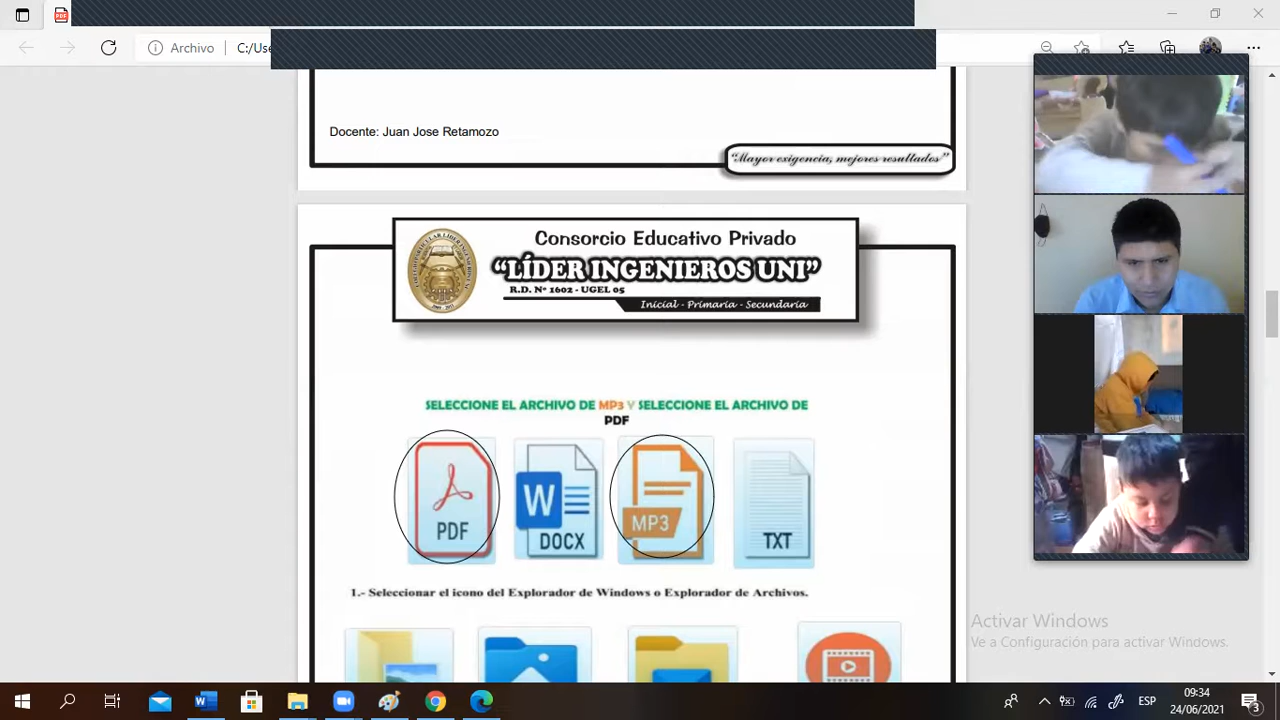 Archivo
C:/Use
Docente: Juan Jose Retamozo
"Mayor exigencia, mejores resultados"
Consorcio Educativo Privado
"LÍDER INGENIEROS UNI"
R.D. Nº 1602 - UGEL 05
Inicial - Primaria - Secundaria
SELECCIONE EL ARCHIVO DE MP3 Y SELECCIONE EL ARCHIVO DE
PDF
PDF
W
DOCX
MP3
TXT
1.- Seleccionar el icono del Explorador de Windows o Explorador de Archivos.
Activar Windows
Ve a Configuración para activar Windows.
ESP
09:34
24/06/2021
3